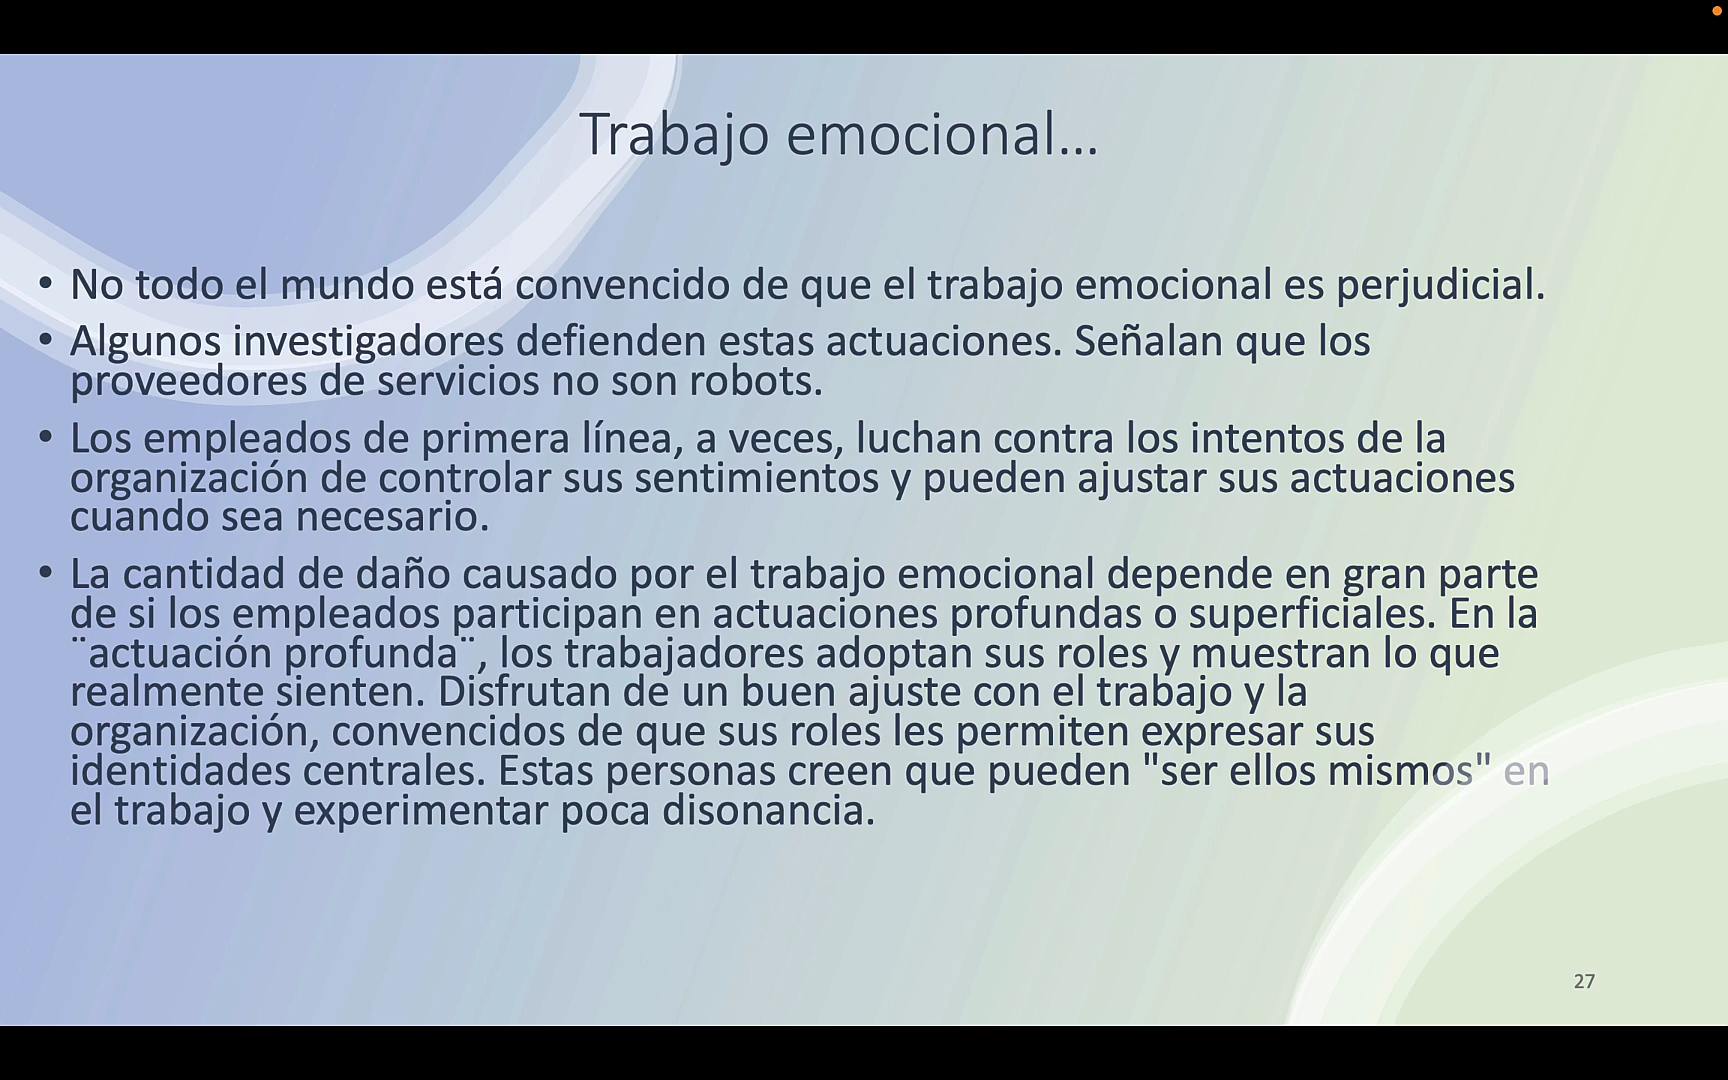 Trabajo emocional...
• No todo el mundo está convencido de que el trabajo emocional es perjudicial.
• Algunos investigadores defienden estas actuaciones. Señalan que los
proveedores de servicios no son robots.
• Los empleados de primera línea, a veces, luchan contra los intentos de la
organización de controlar sus sentimientos y pueden ajustar sus actuaciones
cuando sea necesario.
• La cantidad de daño causado por el trabajo emocional depende en gran parte
de si los empleados participan en actuaciones profundas o superficiales. En la
¨actuación profunda¨, los trabajadores adoptan sus roles y muestran lo que
realmente sienten. Disfrutan de un buen ajuste con el trabajo y la
organización, convencidos de que sus roles les permiten expresar sus
identidades centrales. Estas personas creen que pueden "ser ellos mismos" en
el trabajo y experimentar poca disonancia.
27